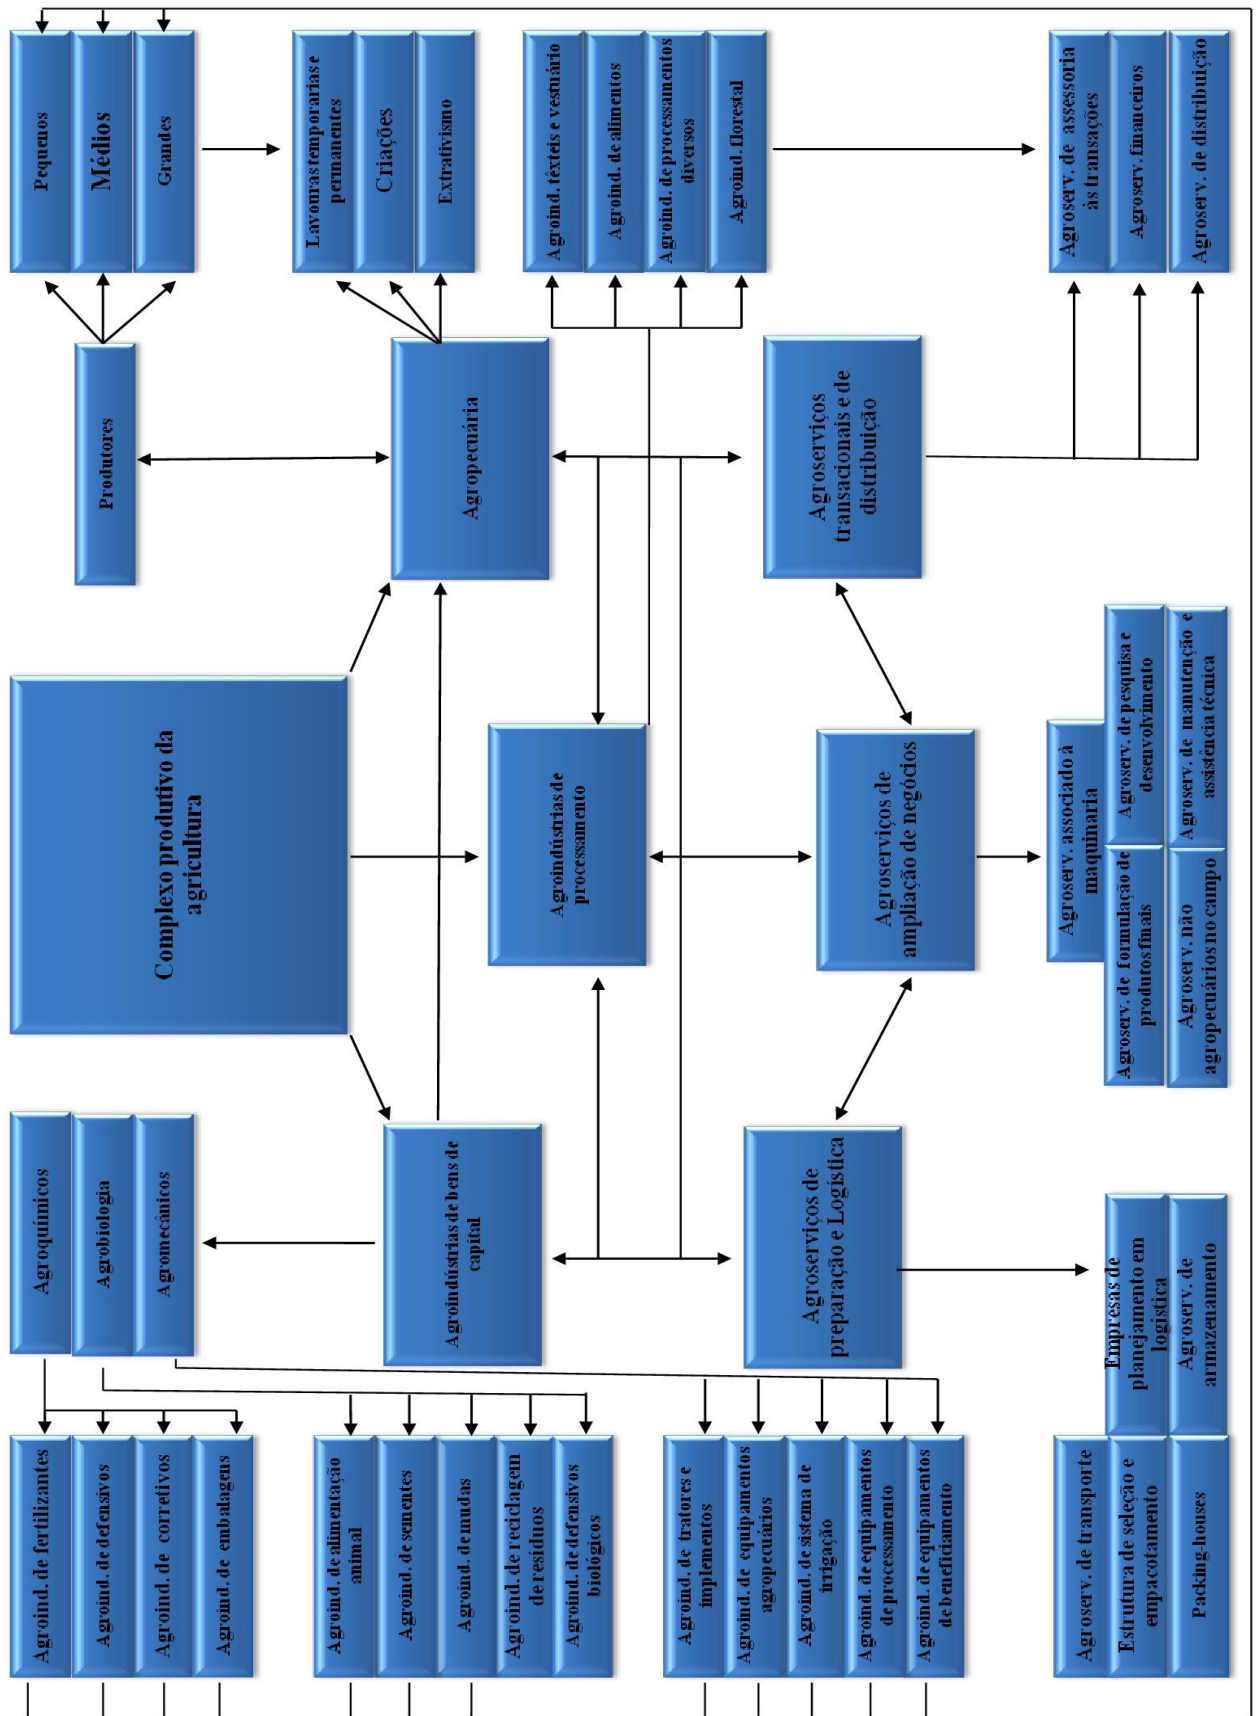 Complexo produtivo da
agricultura
Agroquímicos
Agrobiologia
Agromecânicos
Agroindústrias de bens de
capital
Agroind. de fertilizantes
Agroind. de defensivos
Agroind. de corretivos
Agroind. de embalagens
Agroind. de alimentação
animal
Agroind. de sementes
Agroind. de mudas
Agroind. de reciclagem
de resíduos
Agroind. de defensivos
biológicos
Agroind. de tratores e
implementos
Agroind. de equipamentos
agropecuários
Agroind. de sistema de
irrigação
Agroind. de equipamentos
de processamento
Agroind. de equipamentos
de beneficiamento
Produtores
Pequenos
Médios
Grandes
Agropecuária
Lavouras temporarias e
permanentes
Criações
Extrativismo
Agroindústrias de
processamento
Agroind. têxteis e vestuário
Agroind. de alimentos
Agroind. de processamentos
diversos
Agroind. florestal
Agroserviços de
preparação e Logística
Agroserv. de transporte
Estrutura de seleção e
empacotamento
Packing-houses
Empresas de
planejamento em
logística
Agroserv. de
armazenamento
Agroserviços de
ampliação de negócios
Agroserv. associado à
maquinaria
Agroserv. de formulação de
produtos finais
Agroserv. de pesquisa e
desenvolvimento
Agroserv. não
agropecuários no campo
Agroserv. de manutenção e
assistência técnica
Agroserviços
transacionais e de
distribuição
Agroserv. de assessoria
às transações
Agroserv. financeiros
Agroserv. de distribuição